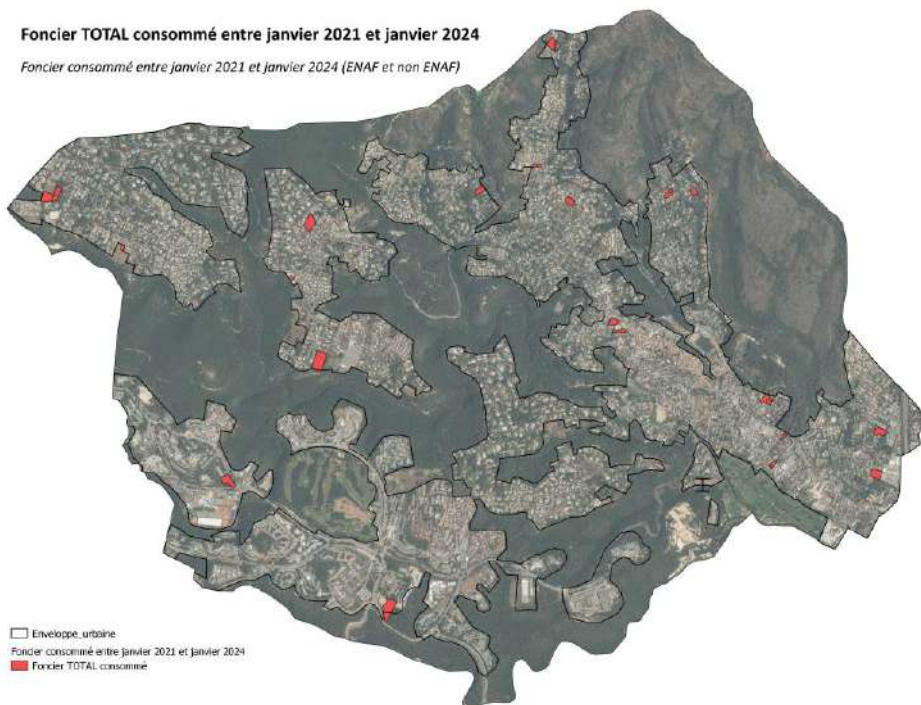 Foncier TOTAL consommé entre janvier 2021 et janvier 2024
Foncier consommé entre janvier 2021 et janvier 2024 (ENAF et non ENAF)
Enveloppe_urbaine
Foncier consommé entre janvier 2021 et janvier 2024
Foncier TOTAL consommé